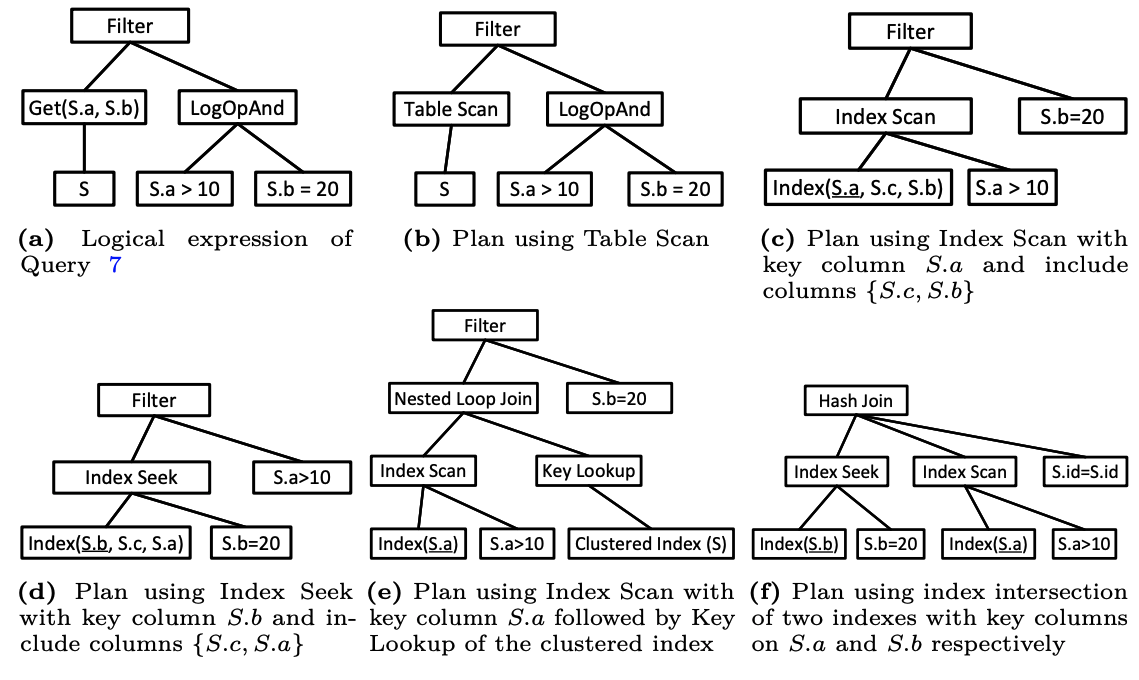 Filter
Get(S.a, S.b)
LogOpAnd
S
S.a > 10
S.b = 20
(a) Logical expression of
Query 7
Filter
Table Scan
LogOpAnd
S
S.a > 10
S.b = 20
(b) Plan using Table Scan
Filter
Index Scan
S.b=20
Index(S.a, S.c, S.b)
S.a > 10
(c) Plan using Index Scan with
key column S.a and include
columns {S.c, S.b}
Filter
Index Seek
S.a>10
Index(S.b, S.c, S.a)
S.b=20
(d) Plan using Index Seek
with key column S.b and in-
clude columns {S.c, S.a}
Filter
Nested Loop Join
S.b=20
Index Scan
Key Lookup
Index(S.a)
S.a>10
Clustered Index (S)
(e) Plan using Index Scan with
key column S.a followed by Key
Lookup of the clustered index
Hash Join
Index Seek
Index Scan
S.id=S.id
Index(S.b)
S.b=20
Index(S.a)
S.a>10
(f) Plan using index intersection
of two indexes with key columns
on S.a and S.b respectively